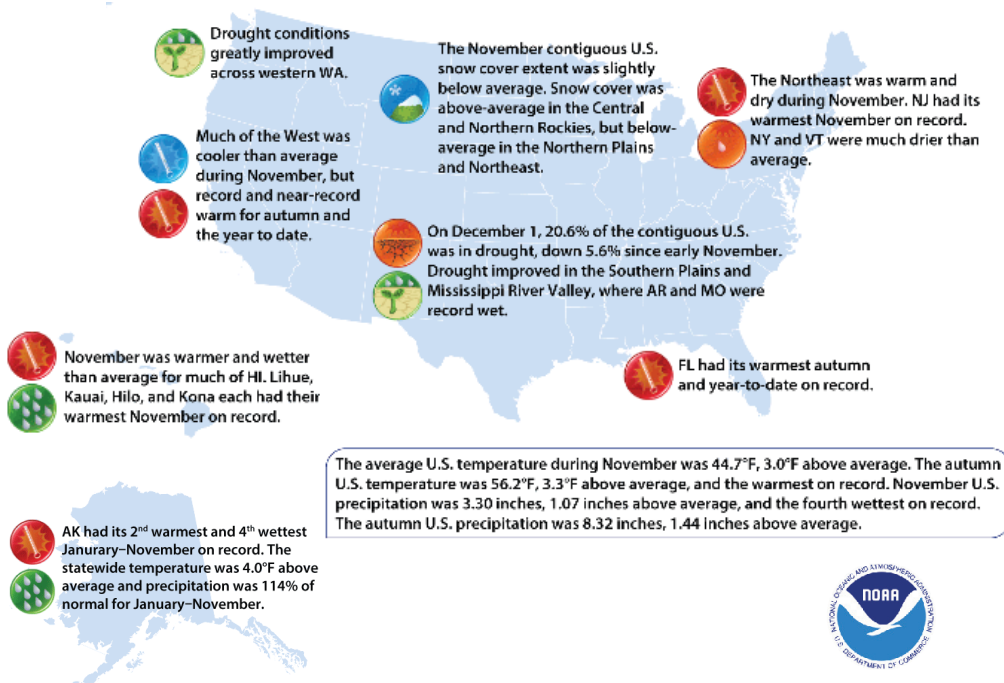 Drought conditions
greatly improved
across western WA.
The November contiguous U.S.
snow cover extent was slightly
below average. Snow cover was
above-average in the Central
and Northern Rockies, but below-
average in the Northern Plains
and Northeast.
The Northeast was warm and
dry during November. NJ had its
warmest November on record.
NY and VT were much drier than
average.
Much of the West was
cooler than average
during November, but
record and near-record
warm for autumn and
the year to date.
On December 1, 20.6% of the contiguous U.S.
was in drought, down 5.6% since early November.
Drought improved in the Southern Plains and
Mississippi River Valley, where AR and MO were
record wet.
November was warmer and wetter
than average for much of HI. Lihue,
Kauai, Hilo, and Kona each had their
warmest November on record.
FL had its warmest autumn
and year-to-date on record.
The average U.S. temperature during November was 44.7°F, 3.0°F above average. The autumn
U.S. temperature was 56.2°F, 3.3°F above average, and the warmest on record. November U.S.
precipitation was 3.30 inches, 1.07 inches above average, and the fourth wettest on record.
The autumn U.S. precipitation was 8.32 inches, 1.44 inches above average.
AK had its 2nd warmest and 4th wettest
Janurary–November on record. The
statewide temperature was 4.0°F above
average and precipitation was 114% of
normal for January–November.
NATIONAL OCEANIC AND ATMOSPHERIC ADMINISTRATION
NOAA
U.S. DEPARTMENT OF COMMERCE